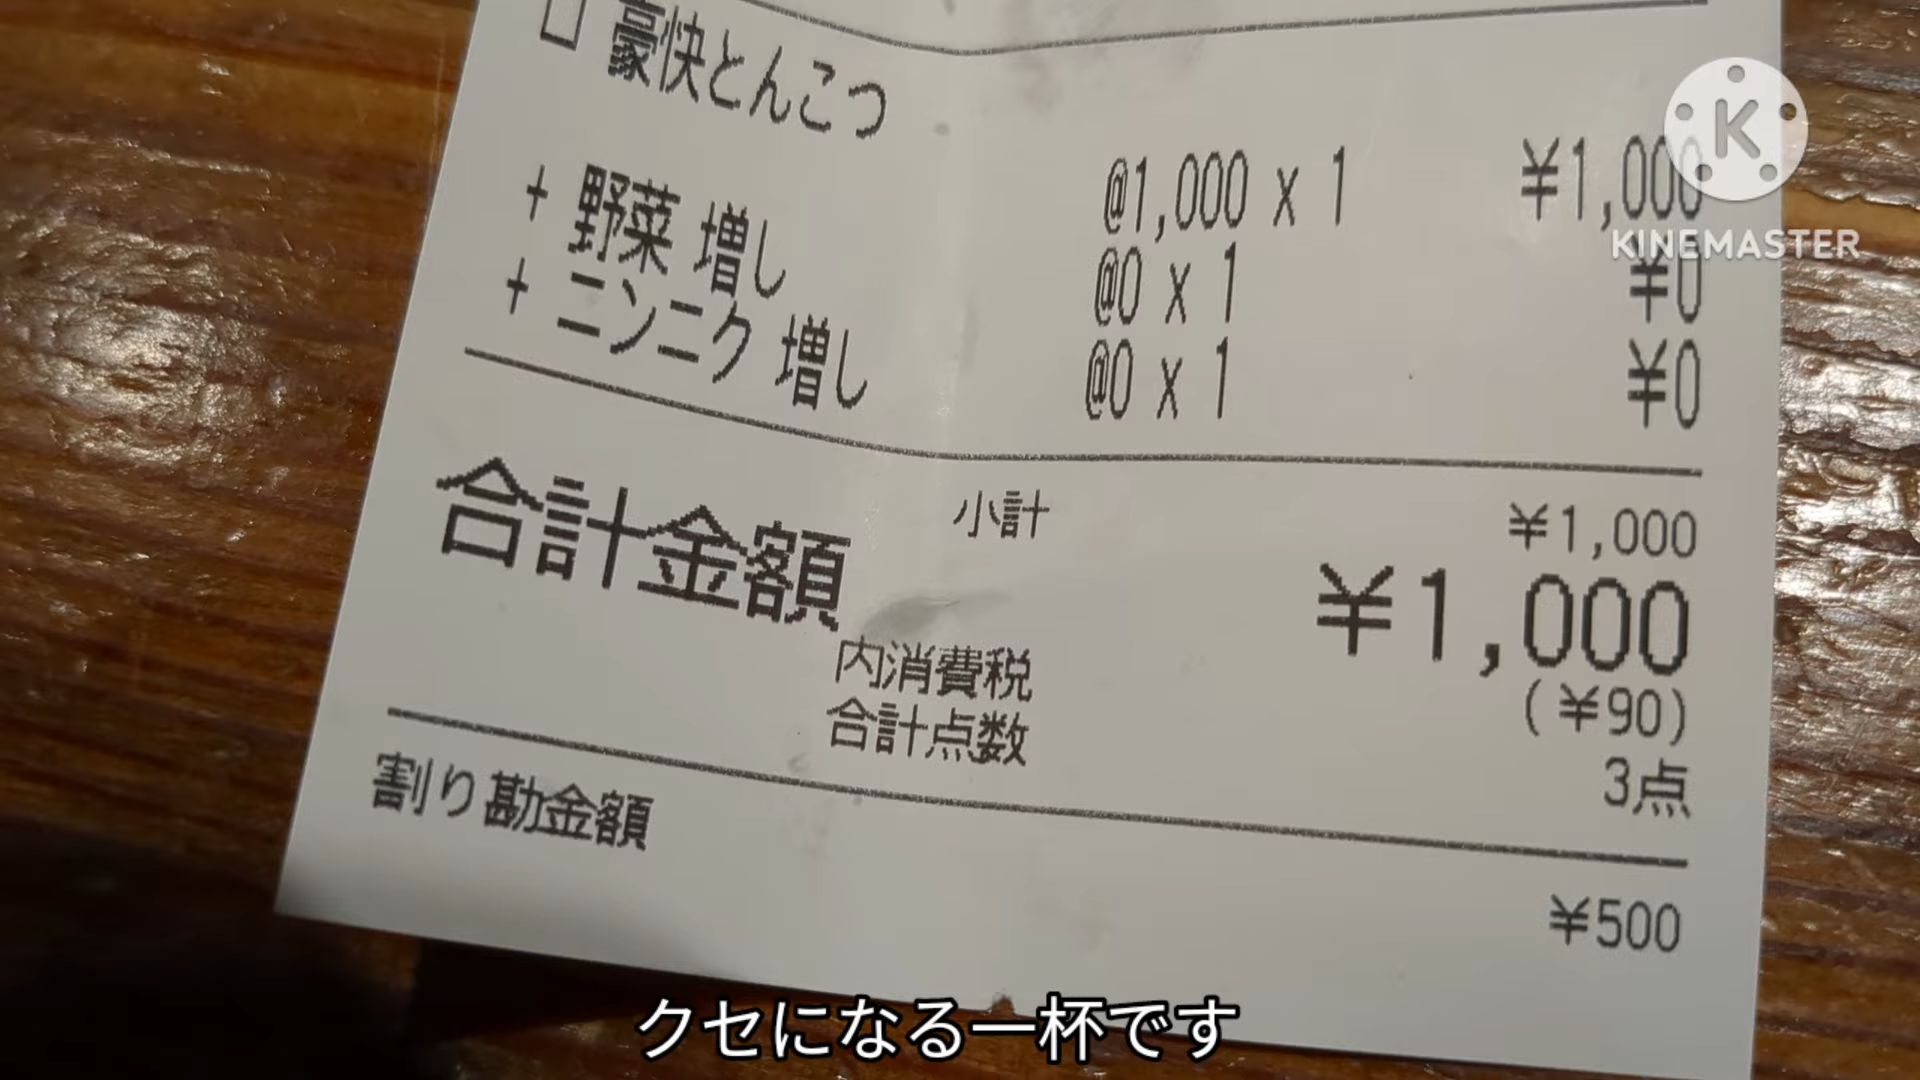 □ 豪快とんこつ
@1,000 x 1 ¥1,000
+ 野菜 増し @0 x 1 ¥0
+ ニンニク 増し @0 x 1 ¥0
小計 ¥1,000
合計金額 ¥1,000
内消費税 (¥90)
合計点数 3点
割り勘金額
¥500
クセになる一杯です
K
KINEMASTER